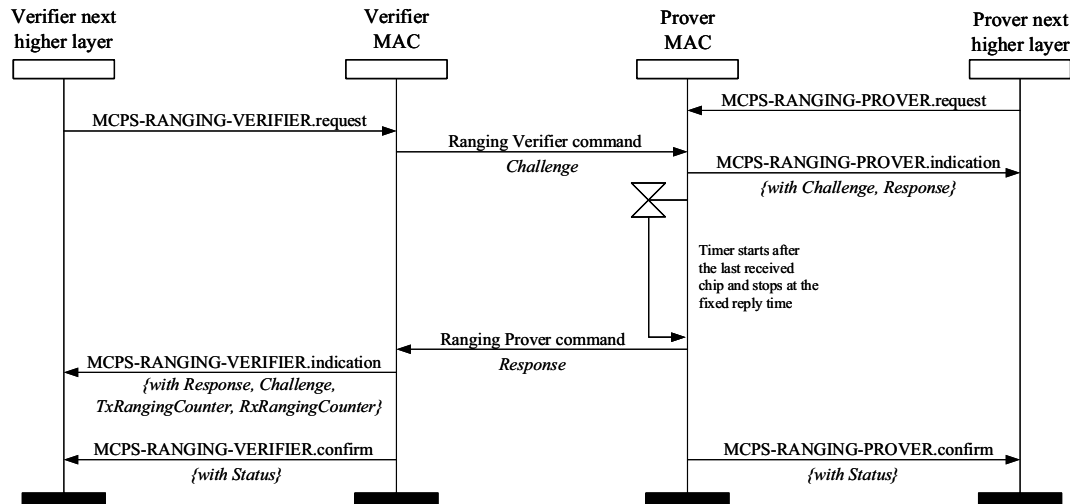 Verifier next
higher layer
Verifier
MAC
Prover
MAC
Prover next
higher layer
MCPS-RANGING-PROVER.request
MCPS-RANGING-VERIFIER.request
Ranging Verifier command
Challenge
MCPS-RANGING-PROVER.indication
{with Challenge, Response}
Timer starts after
the last received
chip and stops at the
fixed reply time
Ranging Prover command
Response
MCPS-RANGING-VERIFIER.indication
{with Response, Challenge,
TxRangingCounter, RxRangingCounter}
MCPS-RANGING-VERIFIER.confirm
{with Status}
MCPS-RANGING-PROVER.confirm
{with Status}